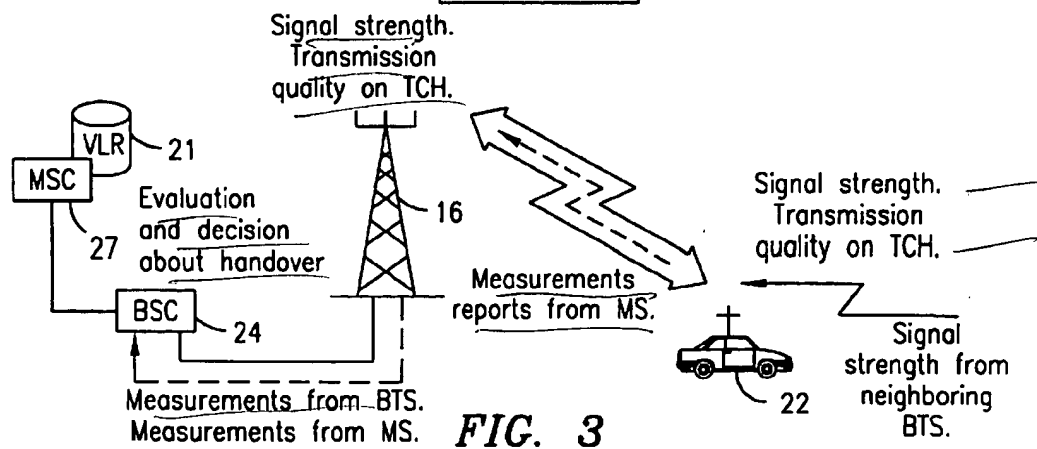 Signal strength.
Transmission
quality on TCH.
VLR
21
MSC
27
Evaluation
and decision
about handover
16
BSC
24
Measurements
reports from MS.
Signal strength.
Transmission
quality on TCH.
Signal
strength from
neighboring
BTS.
22
Measurements from BTS.
Measurements from MS.
FIG. 3